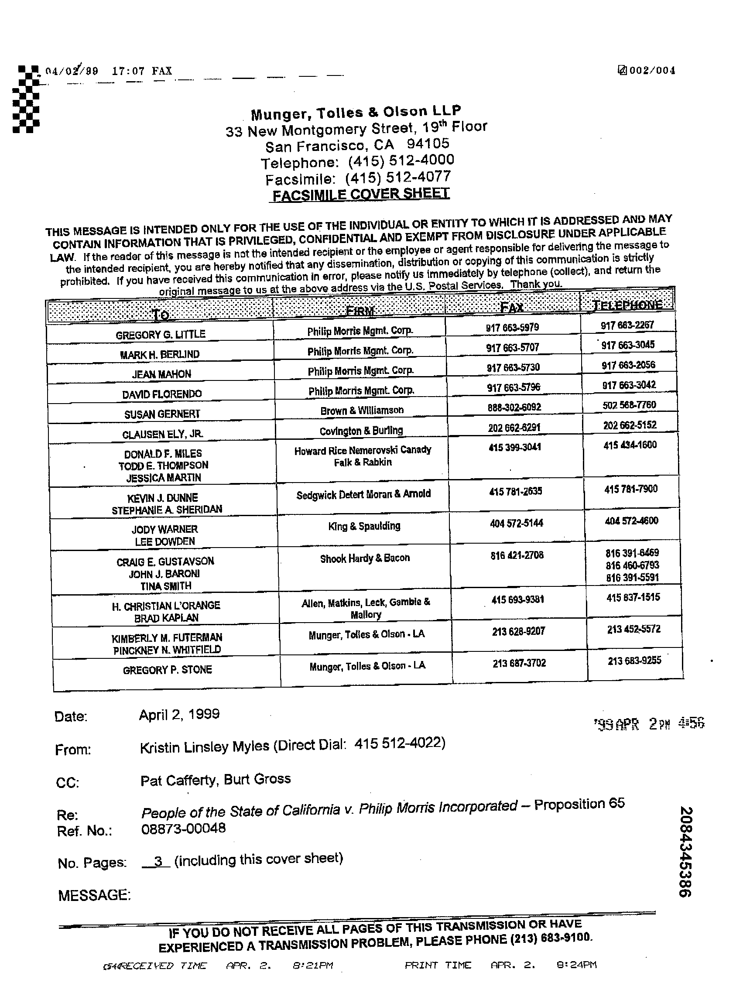 04/02/99 17:07 FAX 002/004
Munger, Tolles & Olson LLP
33 New Montgomery Street, 19th Floor
San Francisco, CA 94105
Telephone: (415) 512-4000
Facsimile: (415) 512-4077
FACSIMILE COVER SHEET
THIS MESSAGE IS INTENDED ONLY FOR THE USE OF THE INDIVIDUAL OR ENTITY TO WHICH IT IS ADDRESSED AND MAY
CONTAIN INFORMATION THAT IS PRIVILEGED, CONFIDENTIAL AND EXEMPT FROM DISCLOSURE UNDER APPLICABLE
LAW. If the reader of this message is not the intended recipient or the employee or agent responsible for delivering the message to
the intended recipient, you are hereby notified that any dissemination, distribution or copying of this communication is strictly
prohibited. If you have received this communication in error, please notify us immediately by telephone (collect), and return the
original message to us at the above address via the U.S. Postal Services. Thank you.
TO FIRM FAX TELEPHONE
GREGORY G. LITTLE Philip Morris Mgmt. Corp. 917 663-5979 917 663-2267
MARK H. BERLIND Philip Morris Mgmt. Corp. 917 663-5707 917 663-3045
JEAN MAHON Philip Morris Mgmt. Corp. 917 663-5730 917 663-2056
DAVID FLORENDO Philip Morris Mgmt. Corp. 917 663-5796 917 663-3042
SUSAN GERNERT Brown & Williamson 888-302-6092 502 568-7760
CLAUSEN ELY, JR. Covington & Burling 202 662-6291 202 662-5152
DONALD F. MILES Howard Rice Nemerovski Canady 415 399-3041 415 434-1600
TODD E. THOMPSON Falk & Rabkin
JESSICA MARTIN
KEVIN J. DUNNE Sedgwick Detert Moran & Arnold 415 781-2635 415 781-7900
STEPHANIE A. SHERIDAN
JODY WARNER King & Spaulding 404 572-5144 404 572-4600
LEE DOWDEN
CRAIG E. GUSTAVSON Shook Hardy & Bacon 816 421-2708 816 391-6469
JOHN J. BARONI 816 460-6793
TINA SMITH 816 391-5591
H. CHRISTIAN L'ORANGE Allen, Matkins, Leck, Gamble & 415 693-9381 415 837-1515
BRAD KAPLAN Mallory
KIMBERLY M. FUTERMAN Munger, Tolles & Olson - LA 213 628-9207 213 452-5572
PINCKNEY N. WHITFIELD
GREGORY P. STONE Munger, Tolles & Olson - LA 213 687-3702 213 683-9255
Date: April 2, 1999
'99 APR 2 PM 4:56
From: Kristin Linsley Myles (Direct Dial: 415 512-4022)
CC: Pat Cafferty, Burt Gross
Re: People of the State of California v. Philip Morris Incorporated – Proposition 65
Ref. No.: 08873-00048
No. Pages: 3 (including this cover sheet)
MESSAGE:
2084345386
IF YOU DO NOT RECEIVE ALL PAGES OF THIS TRANSMISSION OR HAVE
EXPERIENCED A TRANSMISSION PROBLEM, PLEASE PHONE (213) 683-9100.
RECEIVED TIME APR. 2. 8:21PM PRINT TIME APR. 2. 8:24PM